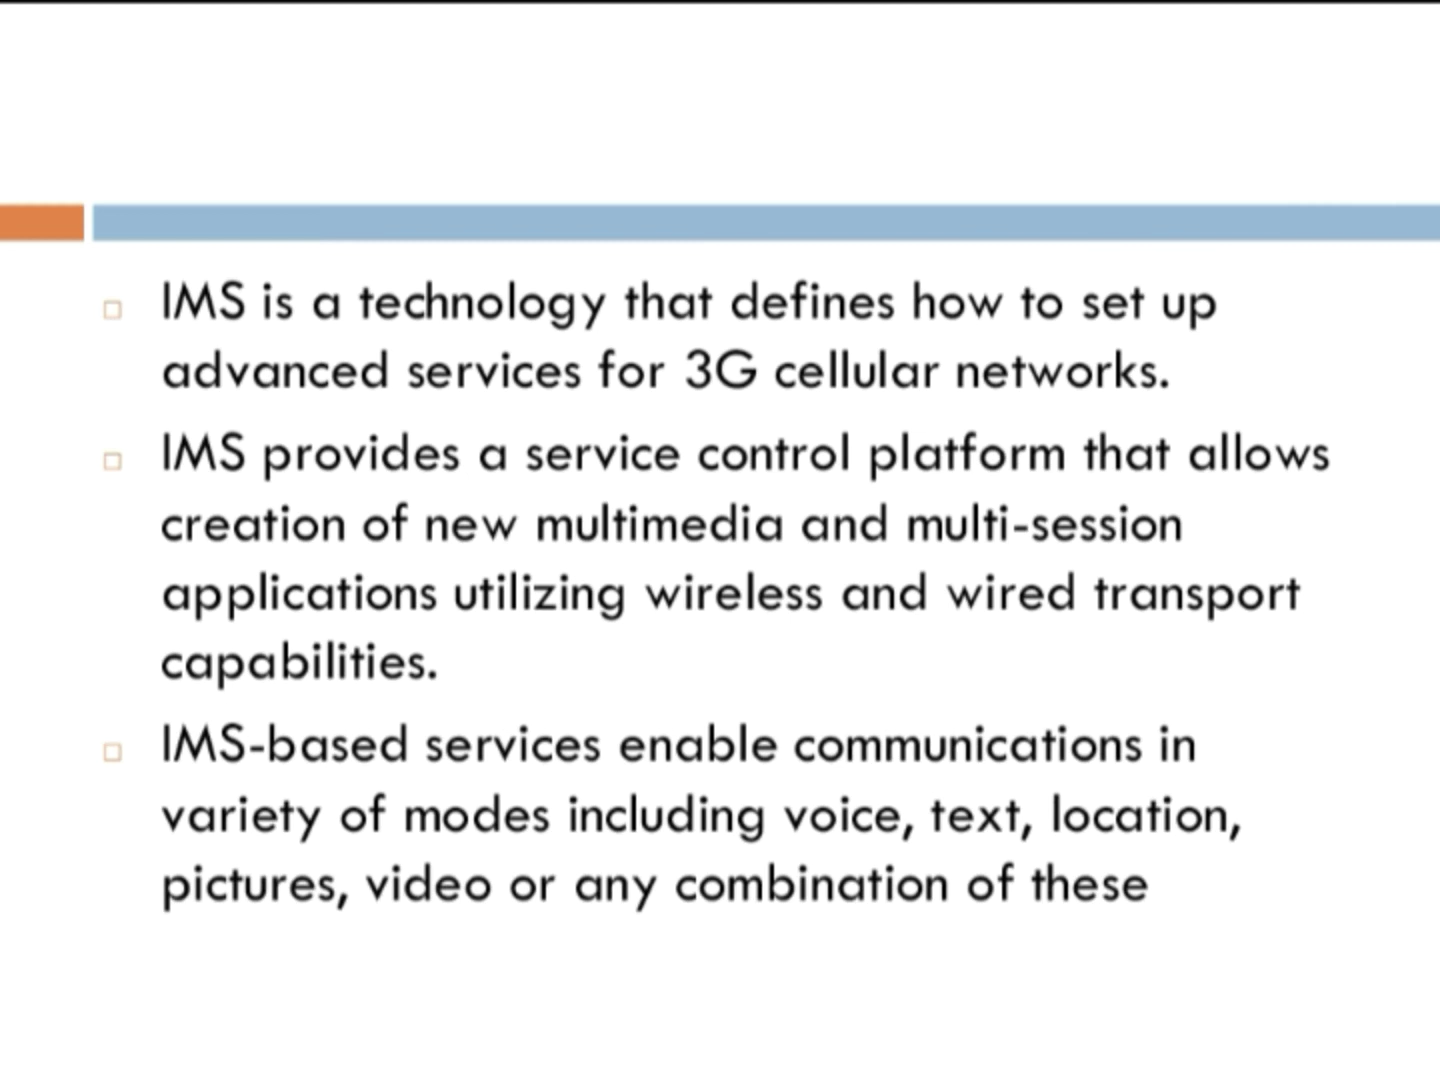 IMS is a technology that defines how to set up
advanced services for 3G cellular networks.
IMS provides a service control platform that allows
creation of new multimedia and multi-session
applications utilizing wireless and wired transport
capabilities.
IMS-based services enable communications in
variety of modes including voice, text, location,
pictures, video or any combination of these